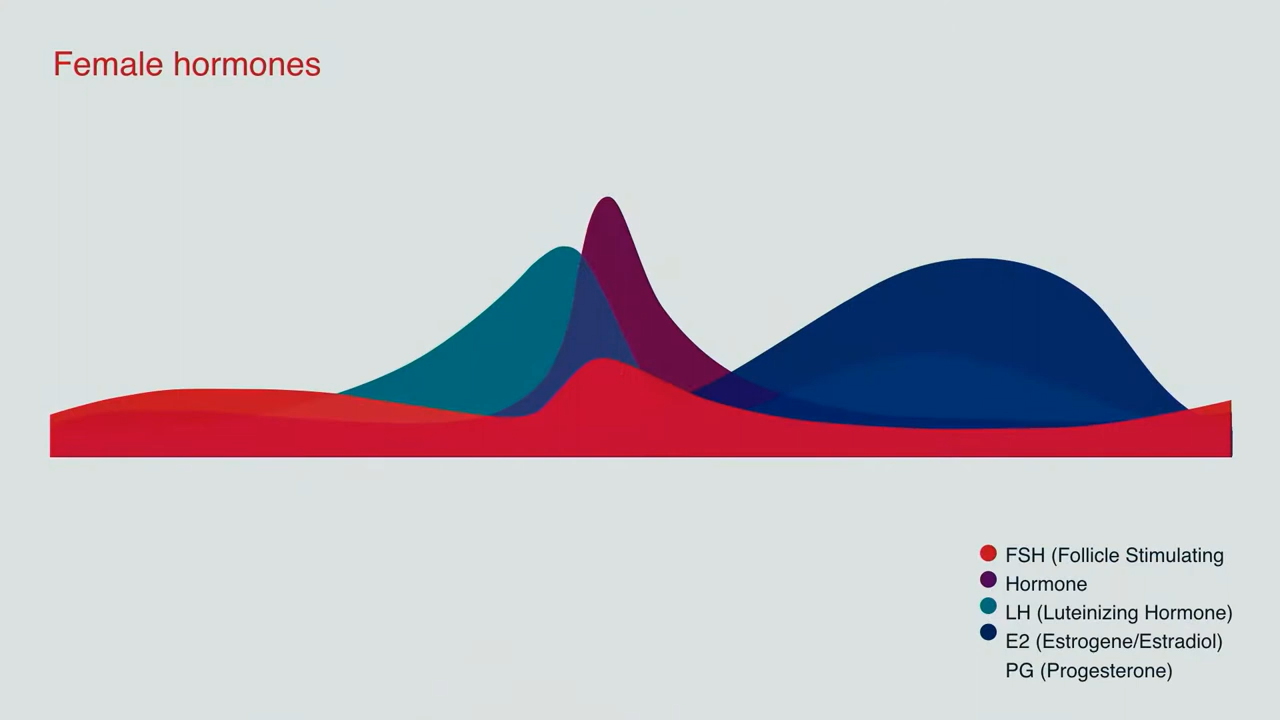 Female hormones
FSH (Follicle Stimulating
Hormone
LH (Luteinizing Hormone)
E2 (Estrogene/Estradiol)
PG (Progesterone)